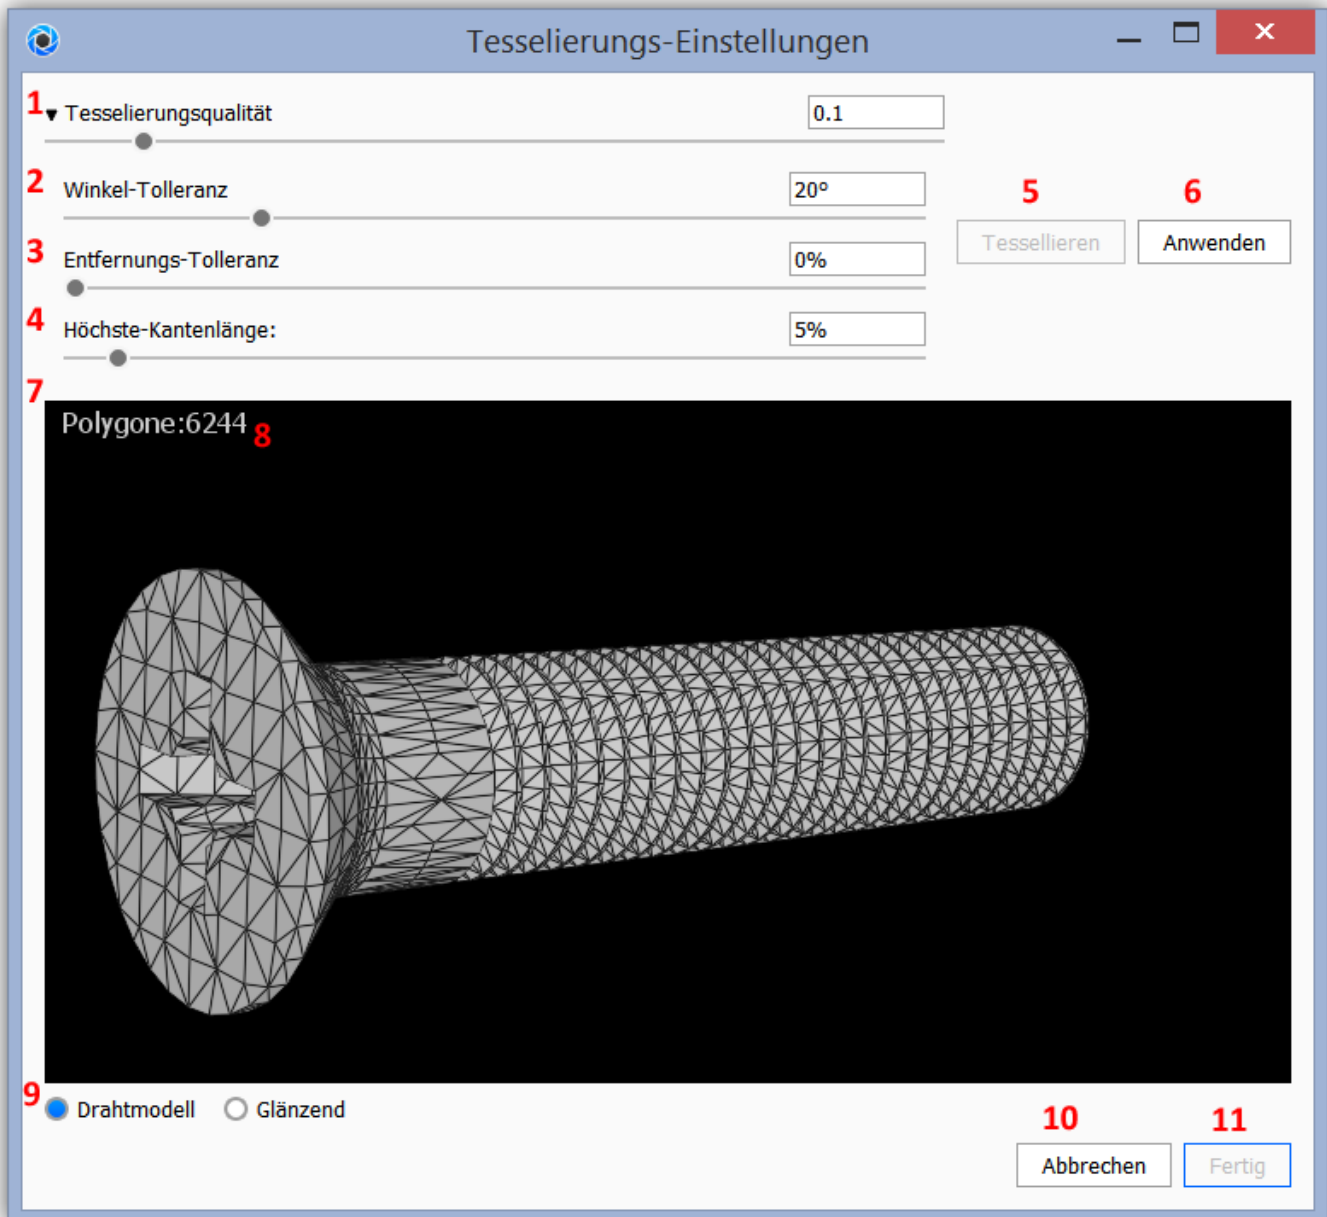 Tesselierungs-Einstellungen
1 Tesselierungsqualität 0.1
2 Winkel-Tolleranz 20°
5 6
Tessellieren Anwenden
3 Entfernungs-Tolleranz 0%
4 Höchste-Kantenlänge: 5%
7
Polygone:6244 8
9 Drahtmodell Glänzend
10 11
Abbrechen Fertig